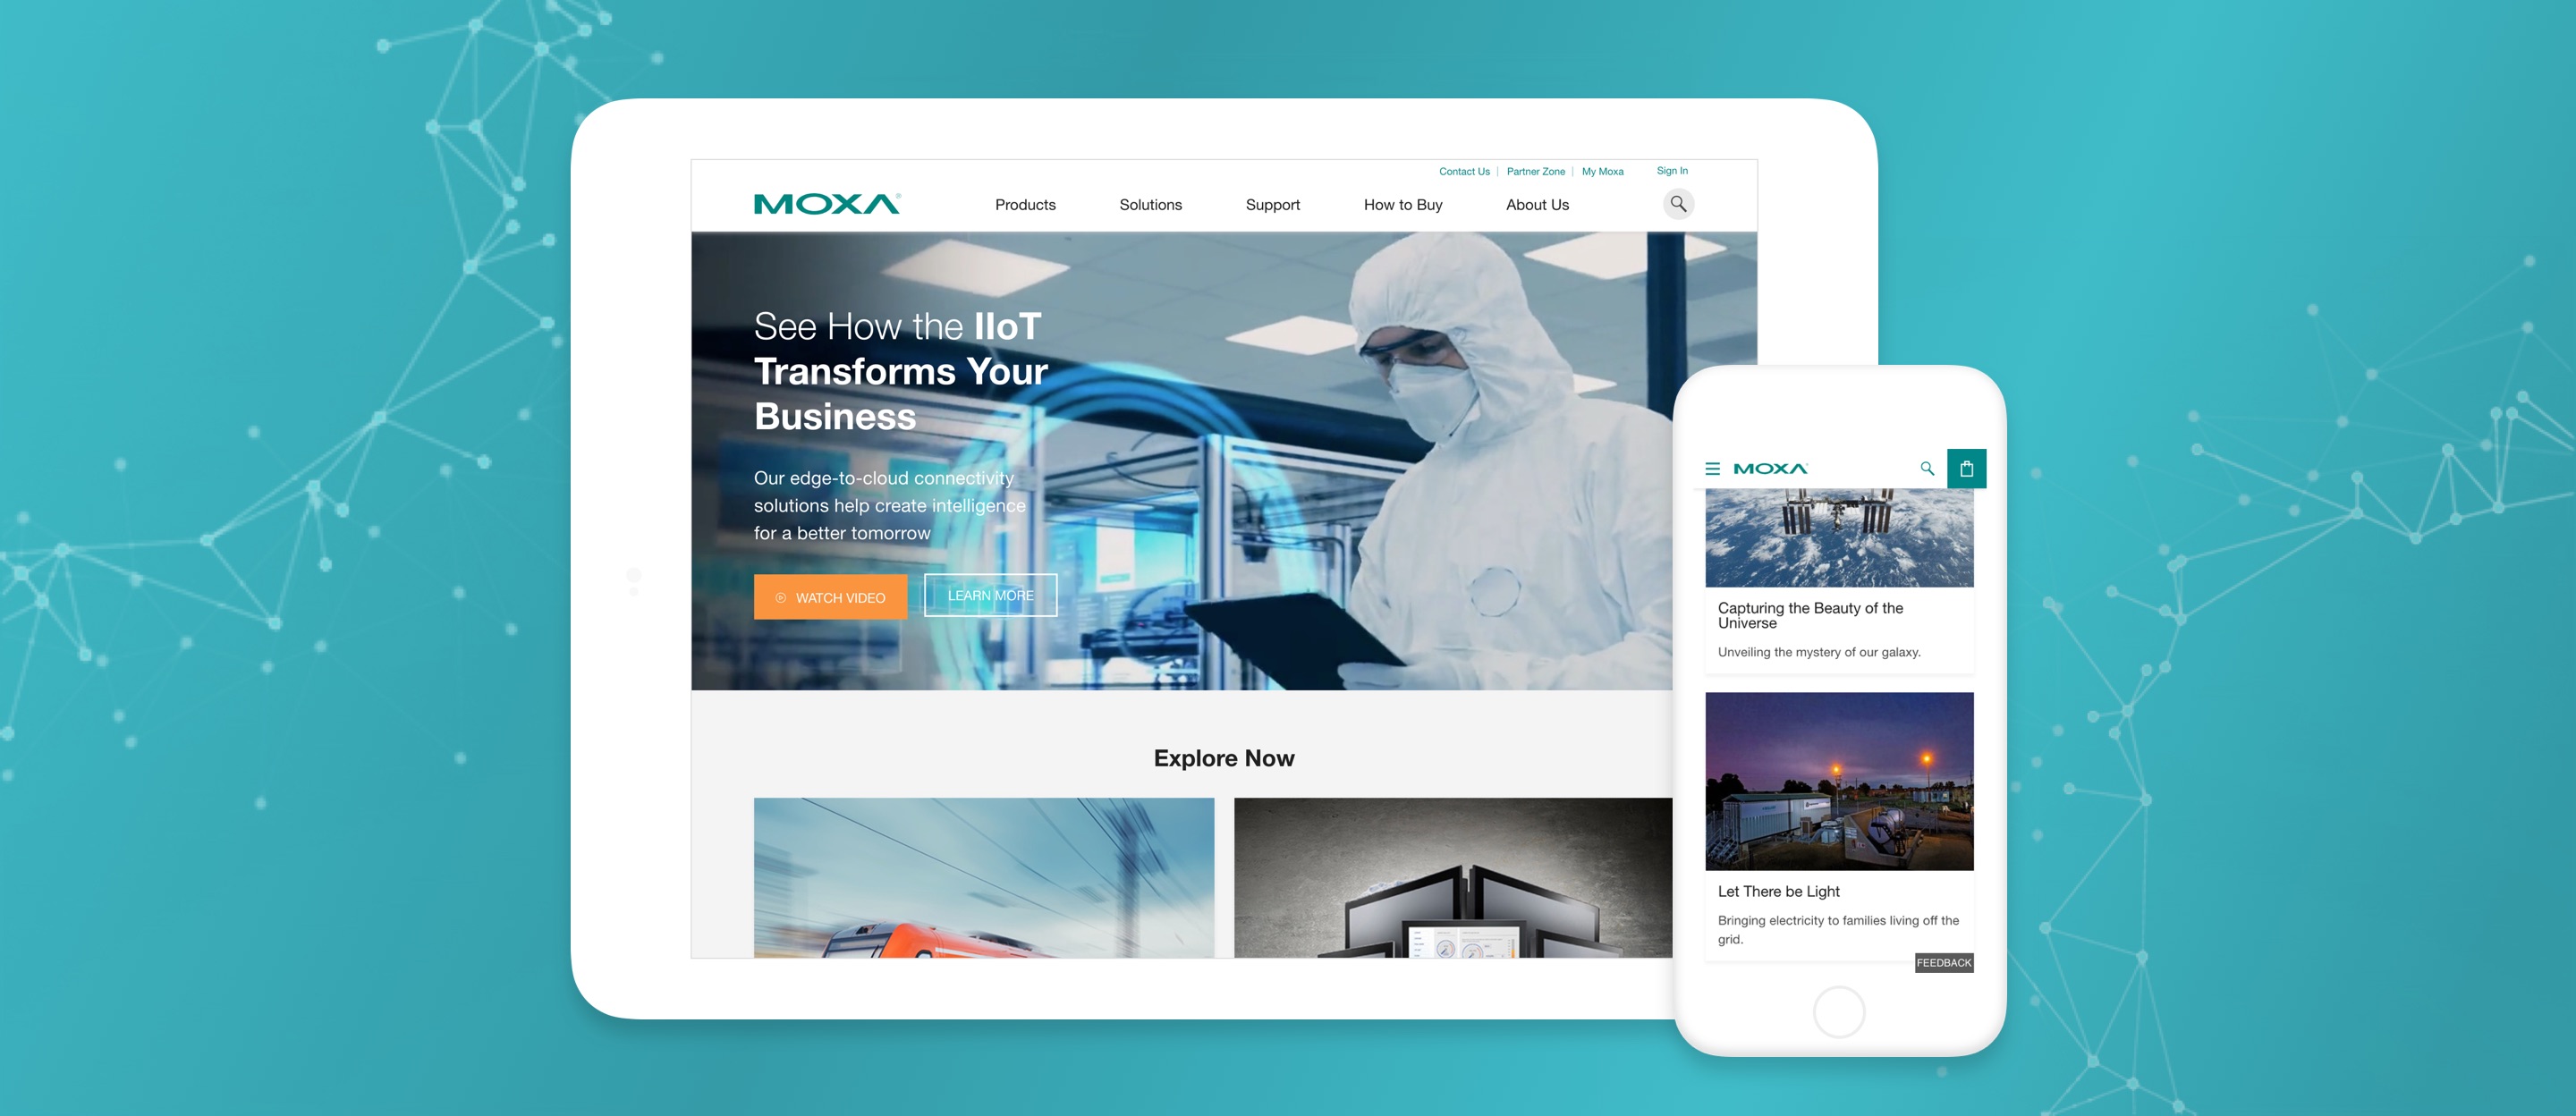 Contact Us | Partner Zone | My Moxa Sign In
MOXA® Products Solutions Support How to Buy About Us
See How the IIoT
Transforms Your
Business
Our edge-to-cloud connectivity
solutions help create intelligence
for a better tomorrow
WATCH VIDEO LEARN MORE
Explore Now
MOXA
Capturing the Beauty of the
Universe
Unveiling the mystery of our galaxy.
Let There be Light
Bringing electricity to families living off the
grid.
FEEDBACK